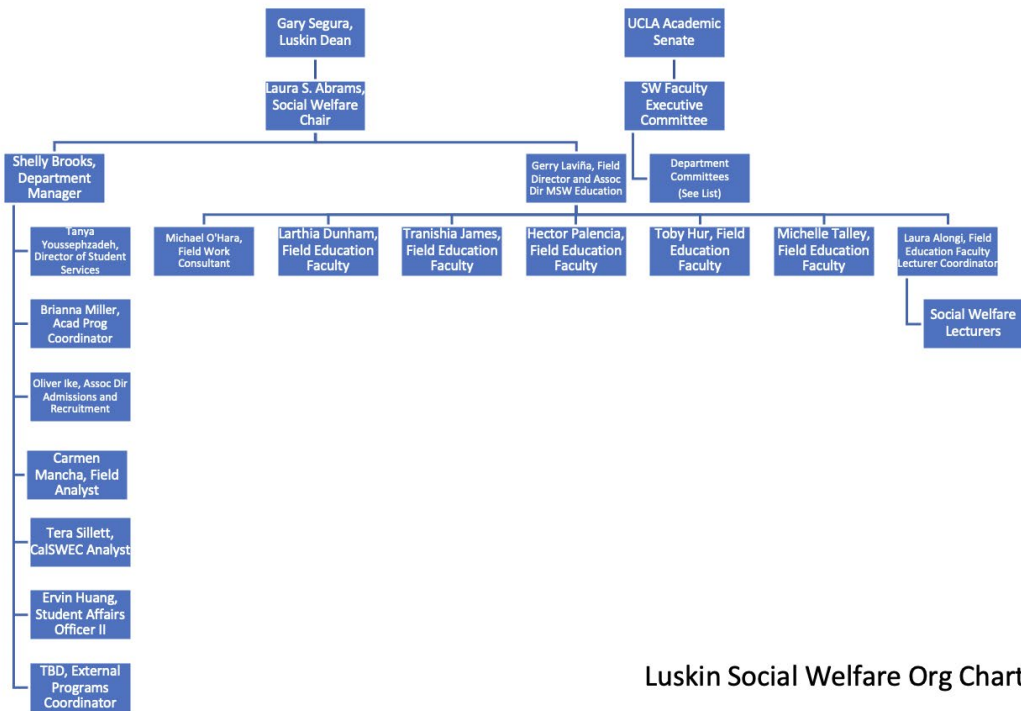 Gary Segura,
Luskin Dean
UCLA Academic
Senate
Laura S. Abrams,
Social Welfare
Chair
SW Faculty
Executive
Committee
Shelly Brooks,
Department
Manager
Gerry Laviña, Field
Director and Assoc
Dir MSW Education
Department
Committees
(See List)
Tanya
Youssephzadeh,
Director of Student
Services
Michael O'Hara,
Field Work
Consultant
Larthia Dunham,
Field Education
Faculty
Tranishia James,
Field Education
Faculty
Hector Palencia,
Field Education
Faculty
Toby Hur, Field
Education
Faculty
Michelle Talley,
Field Education
Faculty
Laura Alongi, Field
Education Faculty
Lecturer Coordinator
Brianna Miller,
Acad Prog
Coordinator
Social Welfare
Lecturers
Oliver Ike, Assoc Dir
Admissions and
Recruitment
Carmen
Mancha, Field
Analyst
Tera Sillett,
CalSWEC Analyst
Ervin Huang,
Student Affairs
Officer II
TBD, External
Programs
Coordinator
Luskin Social Welfare Org Chart